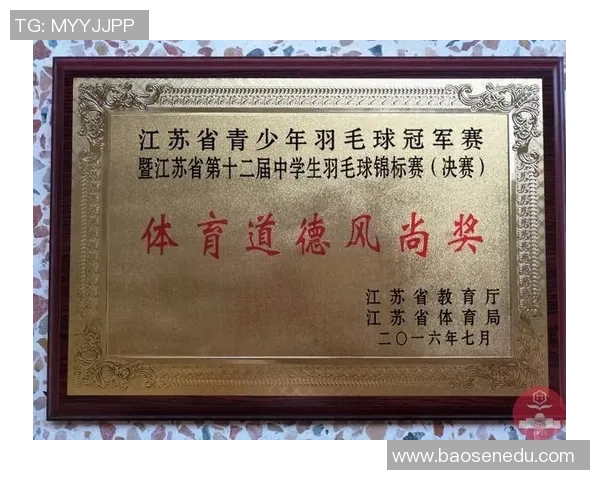 TG: MYYJJPP
江苏省青少年羽毛球冠军赛
暨江苏省第十二届中学生羽毛球锦标赛（决赛）
体育道德风尚奖
江苏省教育厅
江苏省体育局
二〇一六年七月
www.baosenedu.com